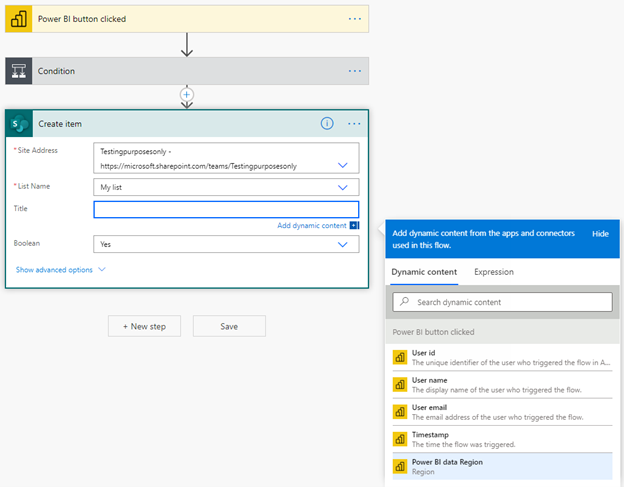 Power BI button clicked
Condition
Create item
* Site Address
Testingpurposesonly -
https://microsoft.sharepoint.com/teams/Testingpurposesonly
* List Name
My list
Title
Add dynamic content
Boolean
Yes
Show advanced options
+ New step
Save
Add dynamic content from the apps and connectors
used in this flow.
Hide
Dynamic content
Expression
Search dynamic content
Power BI button clicked
User id
The unique identifier of the user who triggered the flow in A...
User name
The display name of the user who triggered the flow.
User email
The email address of the user who triggered the flow.
Timestamp
The time the flow was triggered.
Power BI data Region
Region